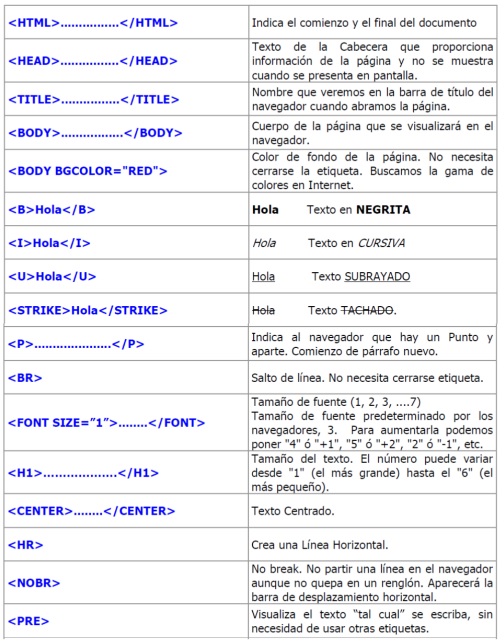 <HTML>................</HTML> Indica el comienzo y el final del documento
<HEAD>................</HEAD> Texto de la Cabecera que proporciona
información de la página y no se muestra
cuando se presenta en pantalla.
<TITLE>................</TITLE> Nombre que veremos en la barra de título del
navegador cuando abramos la página.
<BODY>.................</BODY> Cuerpo de la página que se visualizará en el
navegador.
<BODY BGCOLOR="RED"> Color de fondo de la página. No necesita
cerrarse la etiqueta. Buscamos la gama de
colores en Internet.
<B>Hola</B> Hola Texto en NEGRITA
<I>Hola</I> Hola Texto en CURSIVA
<U>Hola</U> Hola Texto SUBRAYADO
<STRIKE>Hola</STRIKE> Hola Texto TACHADO.
<P>......................</P> Indica al navegador que hay un Punto y
aparte. Comienzo de párrafo nuevo.
<BR> Salto de línea. No necesita cerrarse etiqueta.
<FONT SIZE="1">........</FONT> Tamaño de fuente (1, 2, 3, ....7)
Tamaño de fuente predeterminado por los
navegadores, 3. Para aumentarla podemos
poner "4" ó "+1", "5" ó "+2", "2" ó "-1", etc.
<H1>...................</H1> Tamaño del texto. El número puede variar
desde "1" (el más grande) hasta el "6" (el
más pequeño).
<CENTER>........</CENTER> Texto Centrado.
<HR> Crea una Línea Horizontal.
<NOBR> No break. No partir una línea en el navegador
aunque no quepa en un renglón. Aparecerá la
barra de desplazamiento horizontal.
<PRE> Visualiza el texto “tal cual” se escriba, sin
necesidad de usar otras etiquetas.